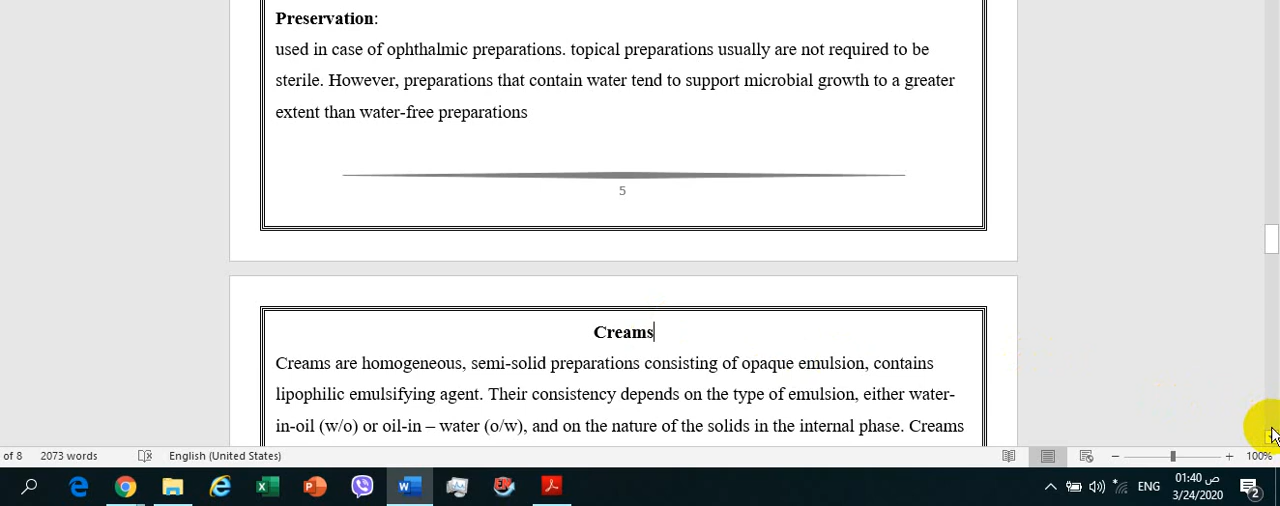 Preservation:
used in case of ophthalmic preparations. topical preparations usually are not required to be
sterile. However, preparations that contain water tend to support microbial growth to a greater
extent than water-free preparations
5
Creams
Creams are homogeneous, semi-solid preparations consisting of opaque emulsion, contains
lipophilic emulsifying agent. Their consistency depends on the type of emulsion, either water-
in-oil (w/o) or oil-in – water (o/w), and on the nature of the solids in the internal phase. Creams
of 8 2073 words English (United States) 100%
ENG 01:40 ص
3/24/2020 2